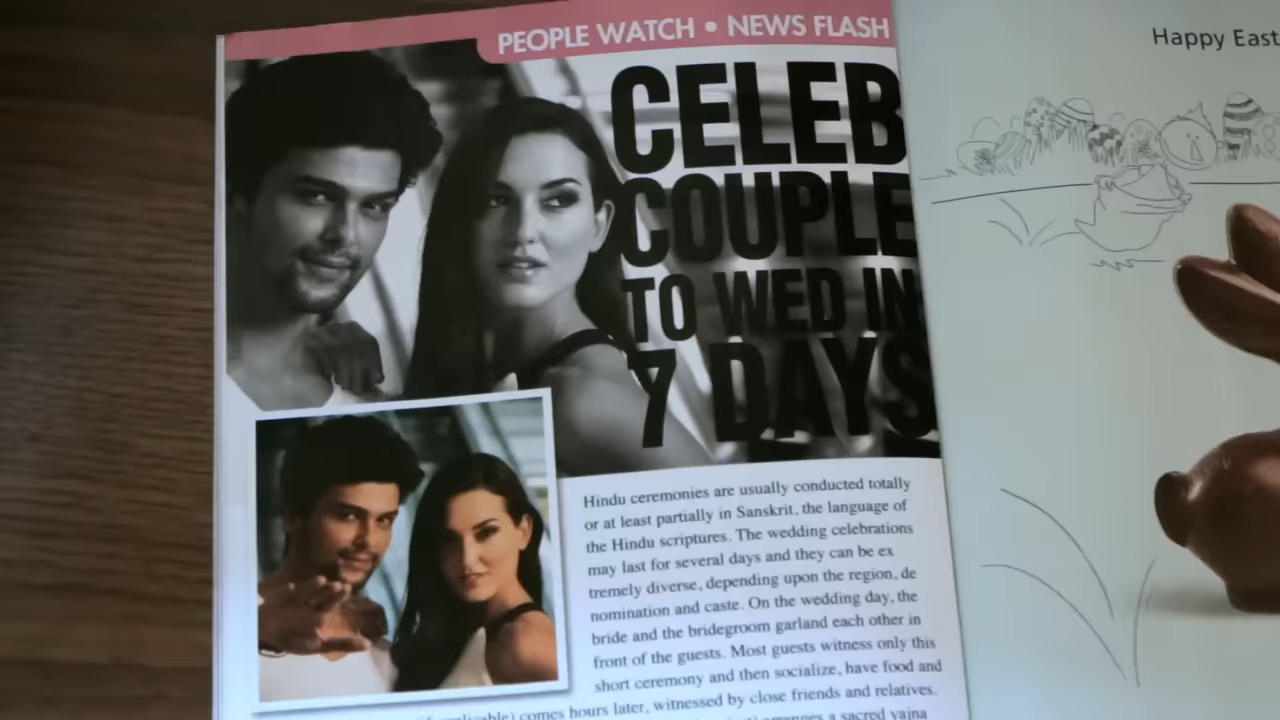 PEOPLE WATCH • NEWS FLASH
CELEB
COUPLE
TO WED IN
7 DAYS
Hindu ceremonies are usually conducted totally
or at least partially in Sanskrit, the language of
the Hindu scriptures. The wedding celebrations
may last for several days and they can be ex
tremely diverse, depending upon the region, de
nomination and caste. On the wedding day, the
bride and the bridegroom garland each other in
front of the guests. Most guests witness only this
short ceremony and then socialize, have food and
comes hours later, witnessed by close friends and relatives.
a sacred yajna
Happy East